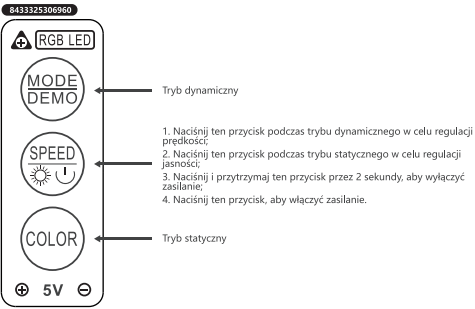 8433325306960
RGB LED
MODE
DEMO
Tryb dynamiczny
1. Naciśnij ten przycisk podczas trybu dynamicznego w celu regulacji
prędkości;
2. Naciśnij ten przycisk podczas trybu statycznego w celu regulacji
jasności;
3. Naciśnij i przytrzymaj ten przycisk przez 2 sekundy, aby wyłączyć
zasilanie;
4. Naciśnij ten przycisk, aby włączyć zasilanie.
SPEED
COLOR
Tryb statyczny
5V